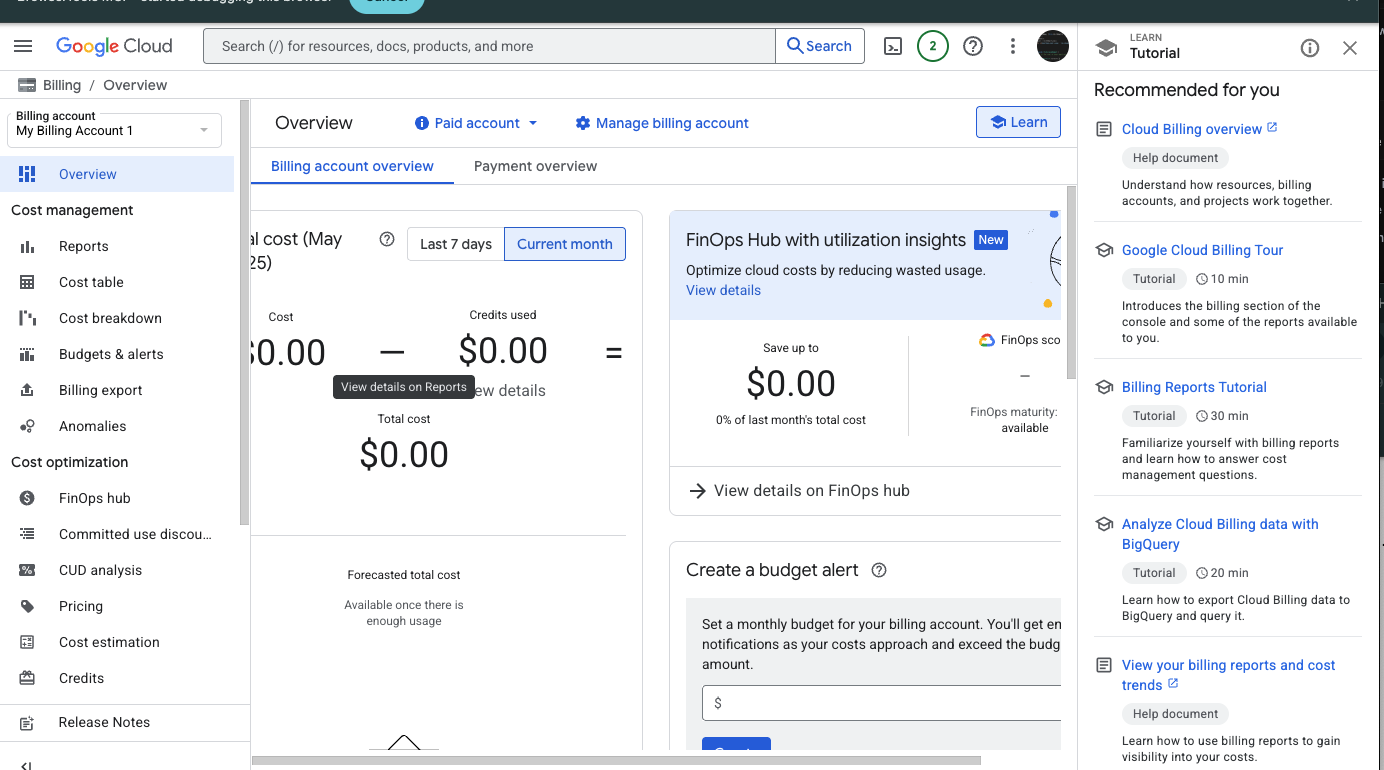 Google Cloud
Search (/) for resources, docs, products, and more
Search
2
LEARN
Tutorial
Billing / Overview
Billing account
My Billing Account 1
Overview
Cost management
Reports
Cost table
Cost breakdown
Budgets & alerts
Billing export
Anomalies
Cost optimization
FinOps hub
Committed use discou...
CUD analysis
Pricing
Cost estimation
Credits
Release Notes
Overview
Paid account
Manage billing account
Learn
Billing account overview
Payment overview
al cost (May
25)
Last 7 days
Current month
Cost
$0.00
—
Credits used
$0.00
=
View details on Reports
ew details
Total cost
$0.00
Forecasted total cost
Available once there is
enough usage
FinOps Hub with utilization insights New
Optimize cloud costs by reducing wasted usage.
View details
Save up to
$0.00
0% of last month's total cost
FinOps sco
–
FinOps maturity:
available
View details on FinOps hub
Create a budget alert
Set a monthly budget for your billing account. You'll get en
notifications as your costs approach and exceed the budg
amount.
$
Recommended for you
Cloud Billing overview
Help document
Understand how resources, billing
accounts, and projects work together.
Google Cloud Billing Tour
Tutorial 10 min
Introduces the billing section of the
console and some of the reports available
to you.
Billing Reports Tutorial
Tutorial 30 min
Familiarize yourself with billing reports
and learn how to answer cost
management questions.
Analyze Cloud Billing data with
BigQuery
Tutorial 20 min
Learn how to export Cloud Billing data to
BigQuery and query it.
View your billing reports and cost
trends
Help document
Learn how to use billing reports to gain
visibility into your costs.